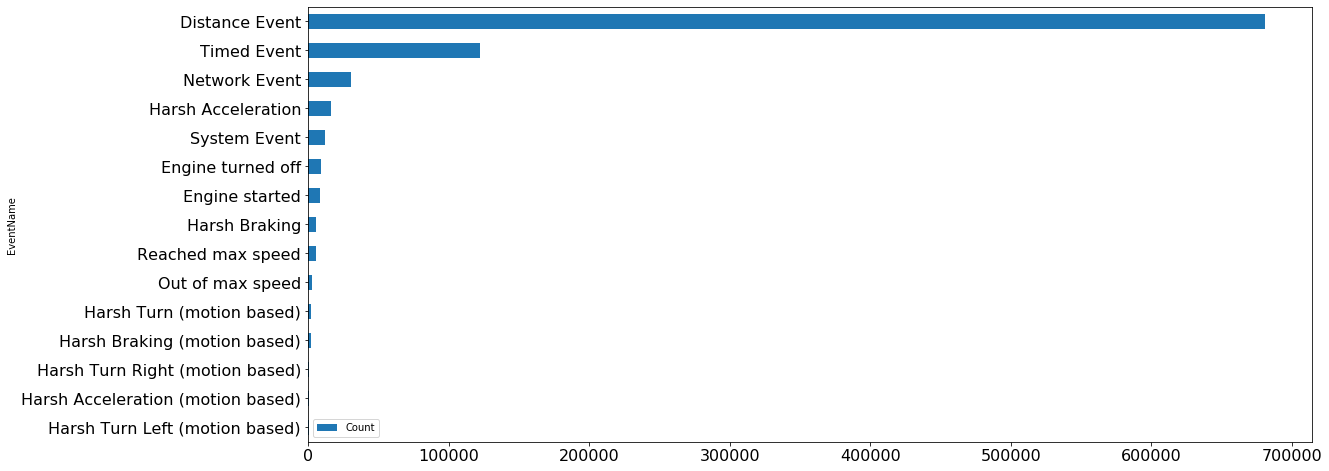 Distance Event
Timed Event
Network Event
Harsh Acceleration
System Event
Engine turned off
Engine started
Harsh Braking
Reached max speed
Out of max speed
Harsh Turn (motion based)
Harsh Braking (motion based)
Harsh Turn Right (motion based)
Harsh Acceleration (motion based)
Harsh Turn Left (motion based)
EventName
Count
0 100000 200000 300000 400000 500000 600000 700000